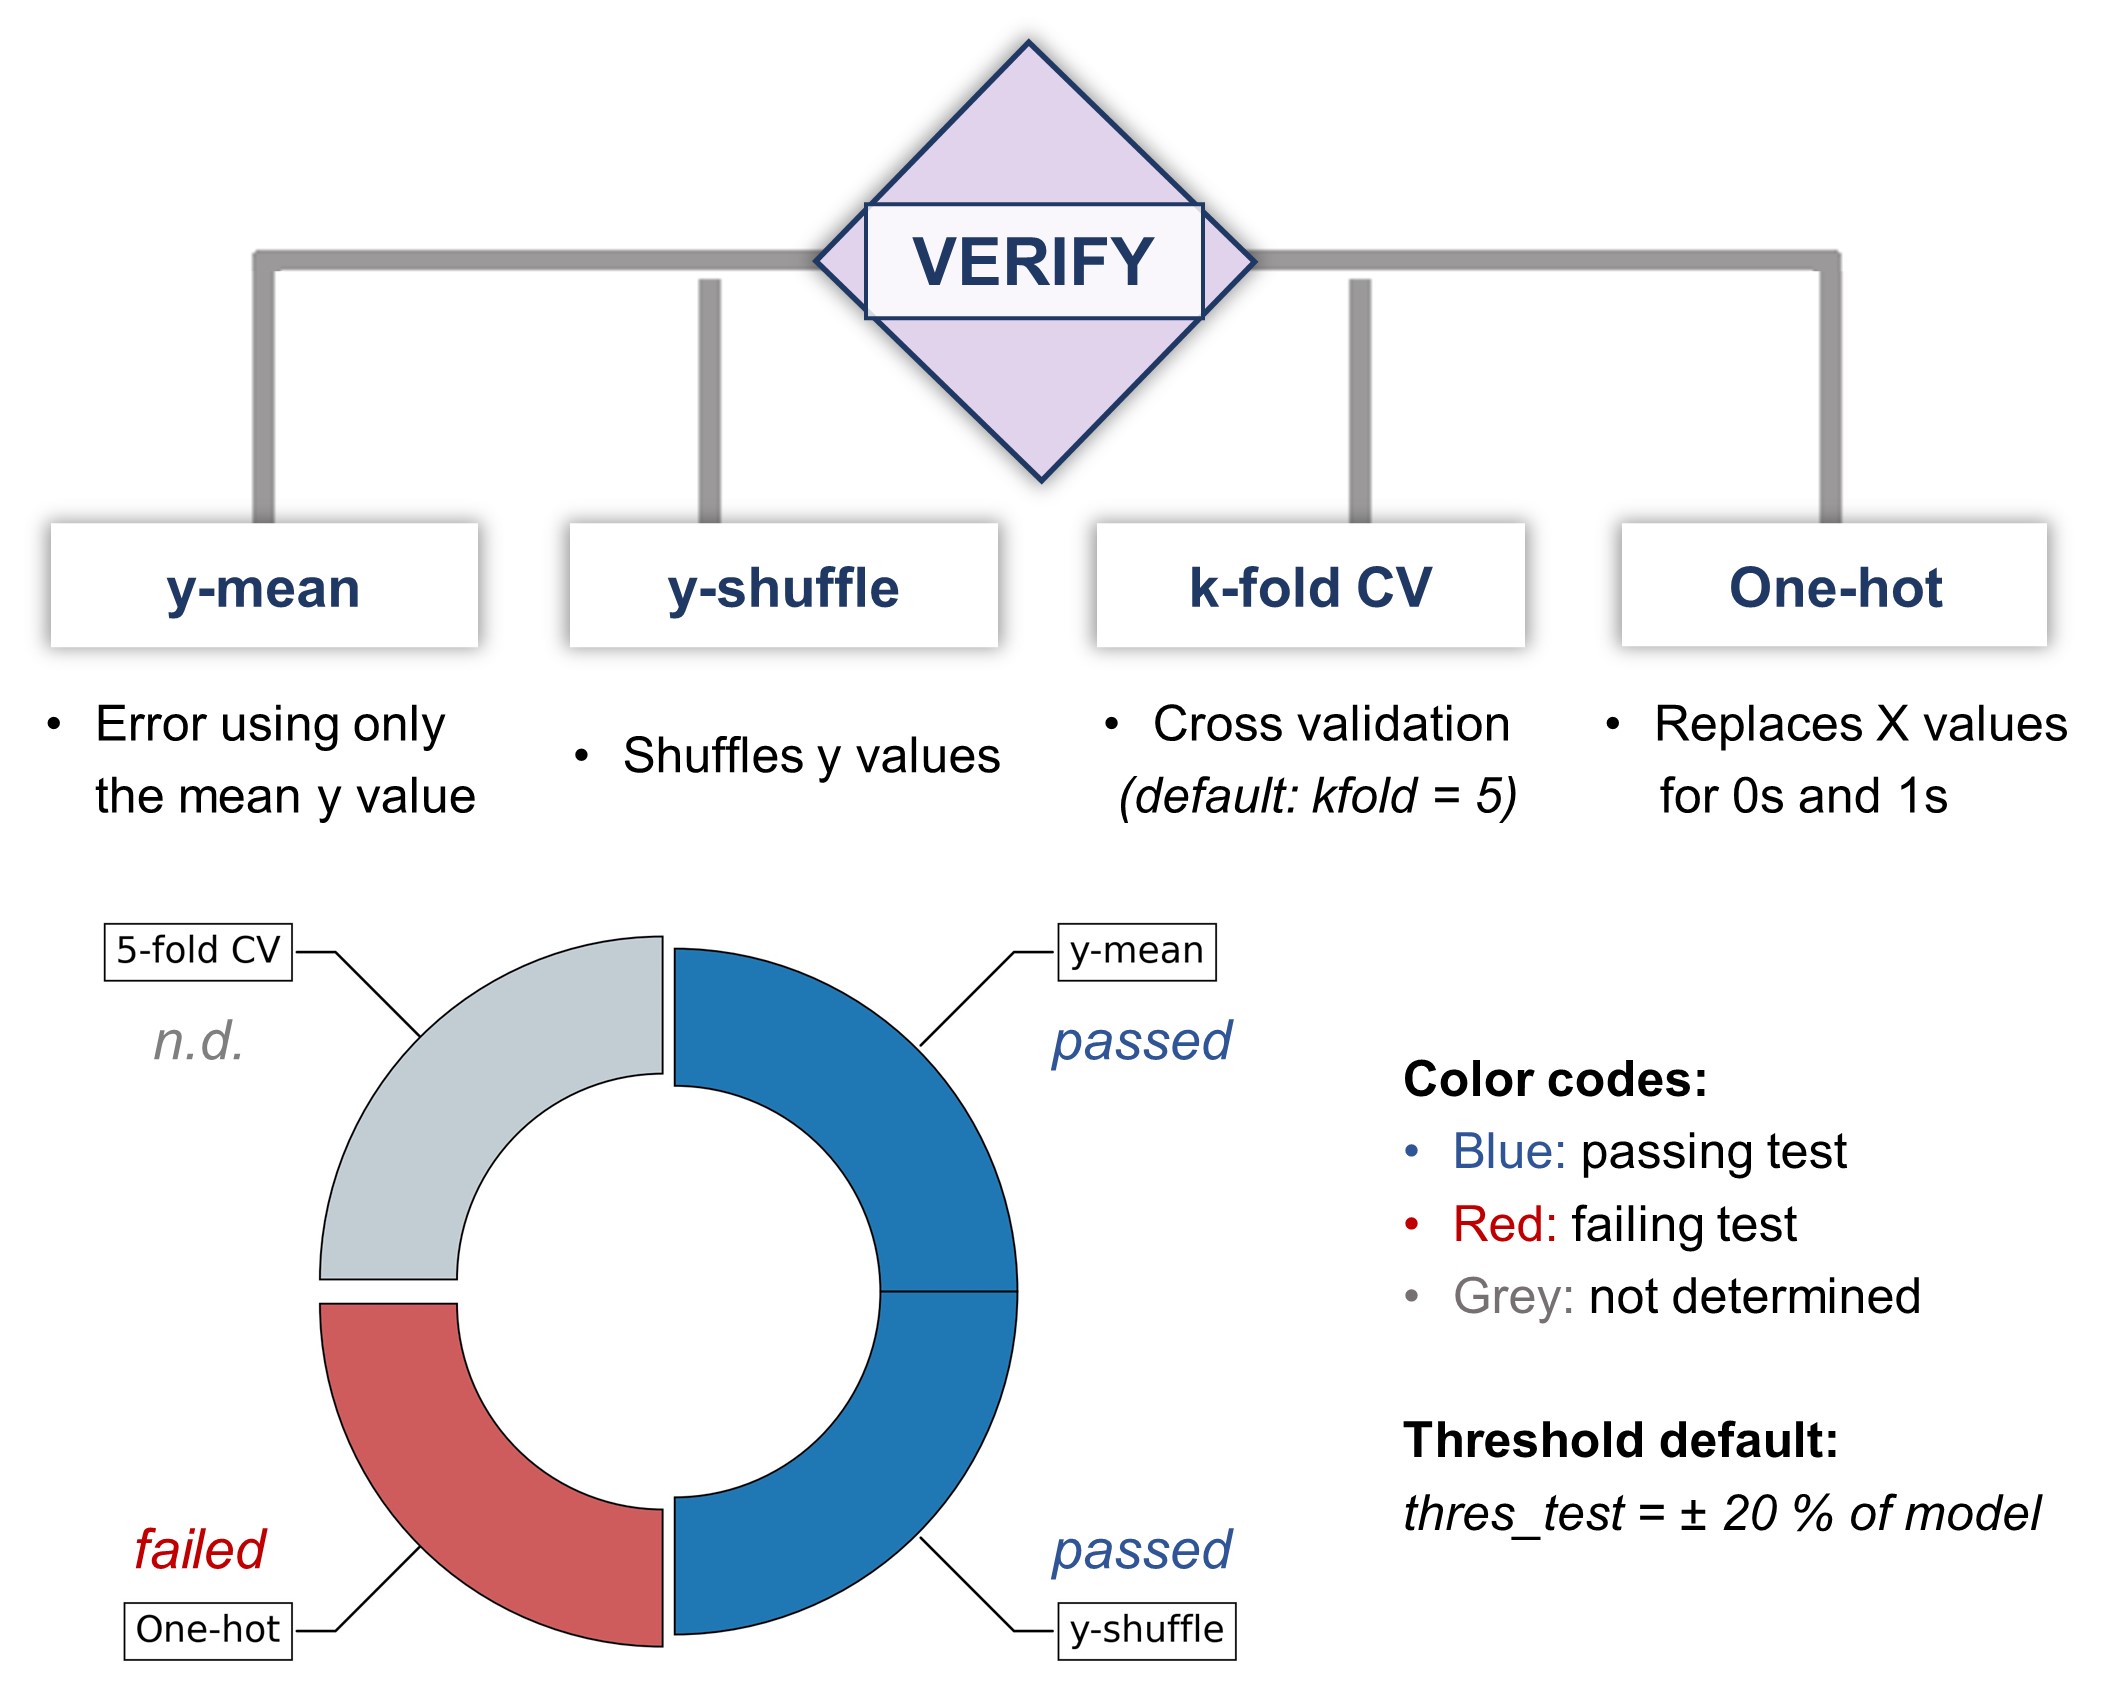 VERIFY
y-mean
y-shuffle
k-fold CV
One-hot
• Error using only
the mean y value
• Shuffles y values
• Cross validation
(default: kfold = 5)
• Replaces X values
for 0s and 1s
5-fold CV
n.d.
y-mean
passed
failed
One-hot
passed
y-shuffle
Color codes:
• Blue: passing test
• Red: failing test
• Grey: not determined
Threshold default:
thres_test = ± 20 % of model